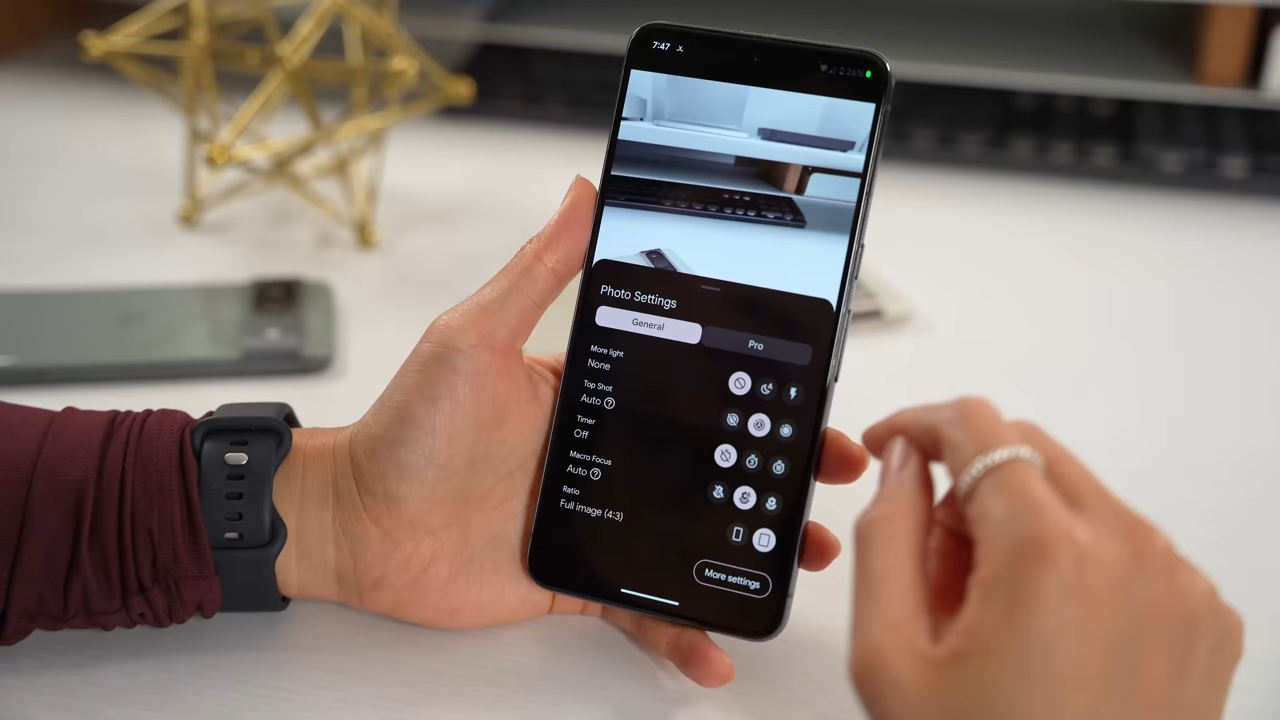 7:47
26%
Photo Settings
General
Pro
More light
None
Top Shot
Auto
Timer
Off
Macro Focus
Auto
Ratio
Full image (4:3)
More settings